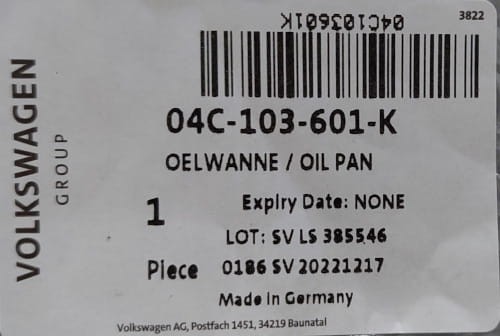 04C103601K
3822
VOLKSWAGEN
GROUP
04C-103-601-K
OELWANNE / OIL PAN
1
Expiry Date: NONE
LOT: SV LS 385546
Piece
0186 SV 20221217
Made in Germany
Volkswagen AG, Postfach 1451, 34219 Baunatal